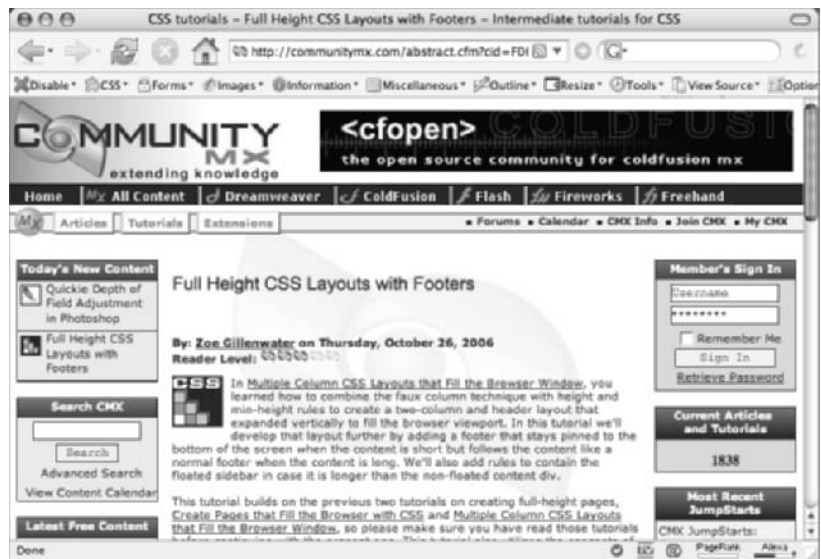 CSS tutorials – Full Height CSS Layouts with Footers – Intermediate tutorials for CSS
http://communitymx.com/abstract.cfm?cid=FD
Disable CSS Forms Images Information Miscellaneous Outline Resize Tools View Source Option
COMMUNITY
MX
extending knowledge
<cfopen> COLDFUSIO
the open source community for coldfusion mx
Home Mx All Content Dreamweaver ColdFusion Flash Fireworks Freehand
Mx Articles Tutorials Extensions
Forums Calendar CMX Info Join CMX My CMX
Today's New Content
Quickie Depth of
Field Adjustment
in Photoshop
Full Height CSS
Layouts with
Footers
Search CMX
Search
Advanced Search
View Content Calendar
Latest Free Content
Full Height CSS Layouts with Footers
By: Zoe Gillenwater on Thursday, October 26, 2006
Reader Level:
CSS
In Multiple Column CSS Layouts that Fill the Browser Window, you
learned how to combine the faux column technique with height and
min-height rules to create a two-column and header layout that
expanded vertically to fill the browser viewport. In this tutorial we'll
develop that layout further by adding a footer that stays pinned to the
bottom of the screen when the content is short but follows the content like a
normal footer when the content is long. We'll also add rules to contain the
floated sidebar in case it is longer than the non-floated content div.
This tutorial builds on the previous two tutorials on creating full-height pages,
Create Pages that Fill the Browser with CSS and Multiple Column CSS Layouts
that Fill the Browser Window, so please make sure you have read those tutorials
Member's Sign In
Username
********
Remember Me
Sign In
Retrieve Password
Current Articles
and Tutorials
1838
Most Recent
JumpStarts
CMX JumpStarts:
Done
PageRank Alexa